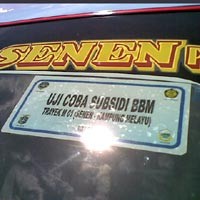 SENEN
UJI COBA SUBSIDI BBM
TRAYEK M 01 (SENEN - KAMPUNG MELAYU)